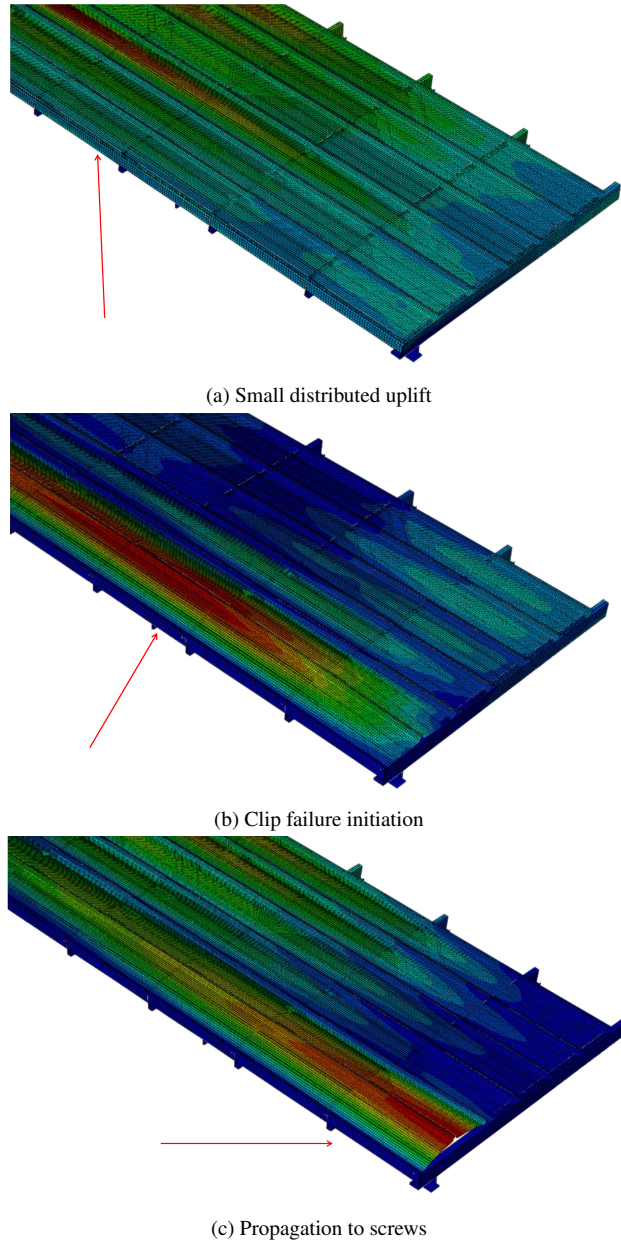 (a) Small distributed uplift
(b) Clip failure initiation
(c) Propagation to screws